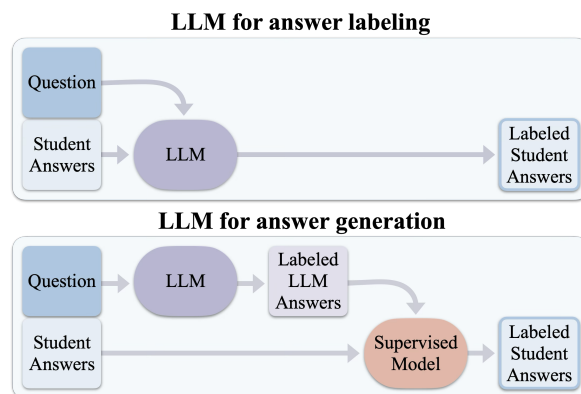 LLM for answer labeling
Question
Student
Answers
LLM
Labeled
Student
Answers
LLM for answer generation
Question
LLM
Labeled
LLM
Answers
Student
Answers
Supervised
Model
Labeled
Student
Answers